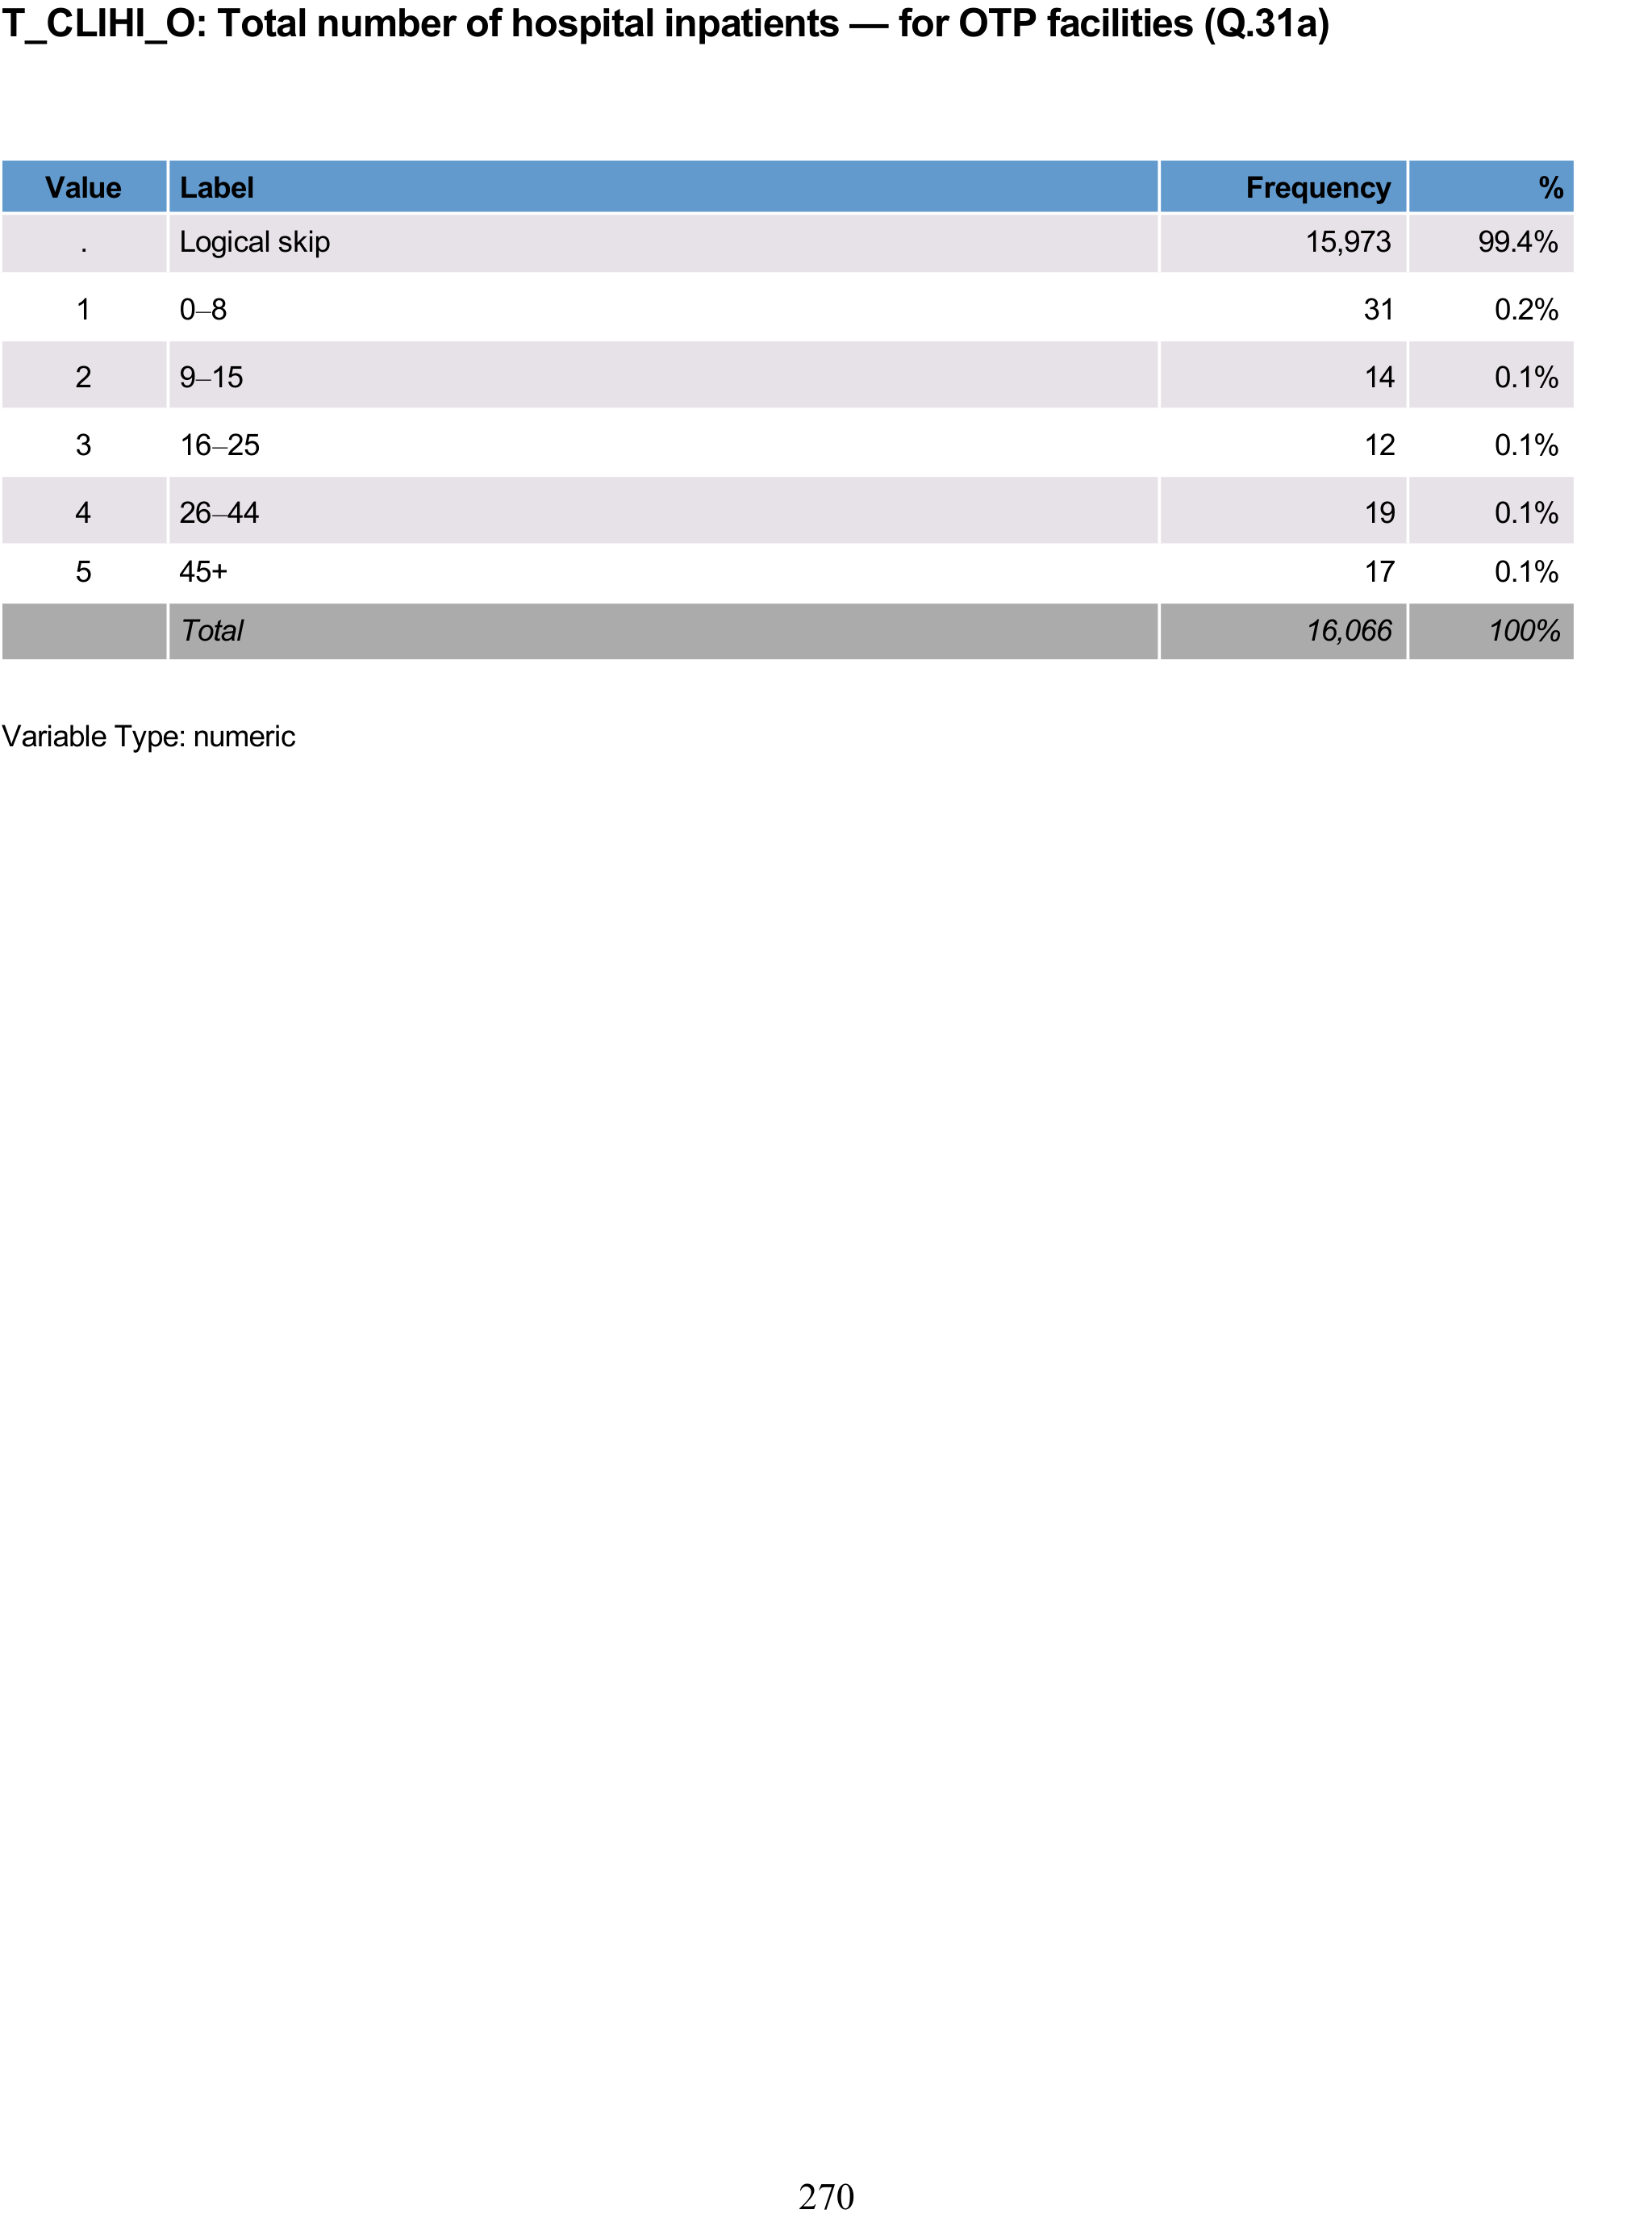 T_CLIHI_O: Total number of hospital inpatients — for OTP facilities (Q.31a)
Value Label Frequency %
. Logical skip 15,973 99.4%
1 0–8 31 0.2%
2 9–15 14 0.1%
3 16–25 12 0.1%
4 26–44 19 0.1%
5 45+ 17 0.1%
Total 16,066 100%
Variable Type: numeric
270